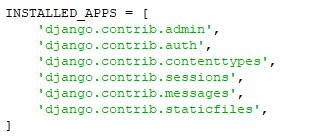 INSTALLED_APPS = [
    'django.contrib.admin',
    'django.contrib.auth',
    'django.contrib.contenttypes',
    'django.contrib.sessions',
    'django.contrib.messages',
    'django.contrib.staticfiles',
]